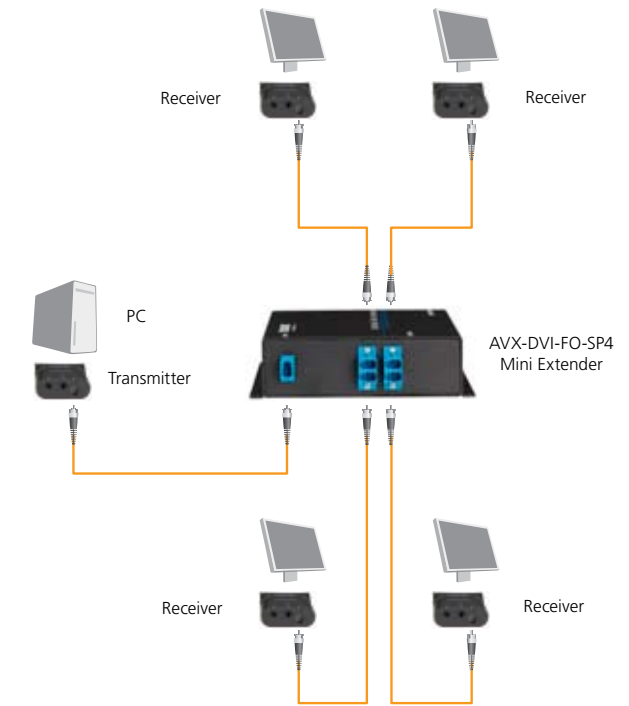 Receiver
Receiver
PC
Transmitter
AVX-DVI-FO-SP4
Mini Extender
Receiver
Receiver